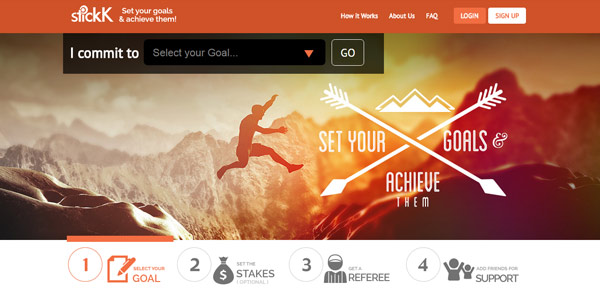 stickK
Set your goals
& achieve them!
How It Works
About Us
FAQ
LOGIN
SIGN UP
I commit to
Select your Goal...
GO
SET YOUR
GOALS &
ACHIEVE
THEM
1
SELECT YOUR
GOAL
2
$
SET THE
STAKES
(OPTIONAL)
3
GET A
REFEREE
4
ADD FRIENDS FOR
SUPPORT